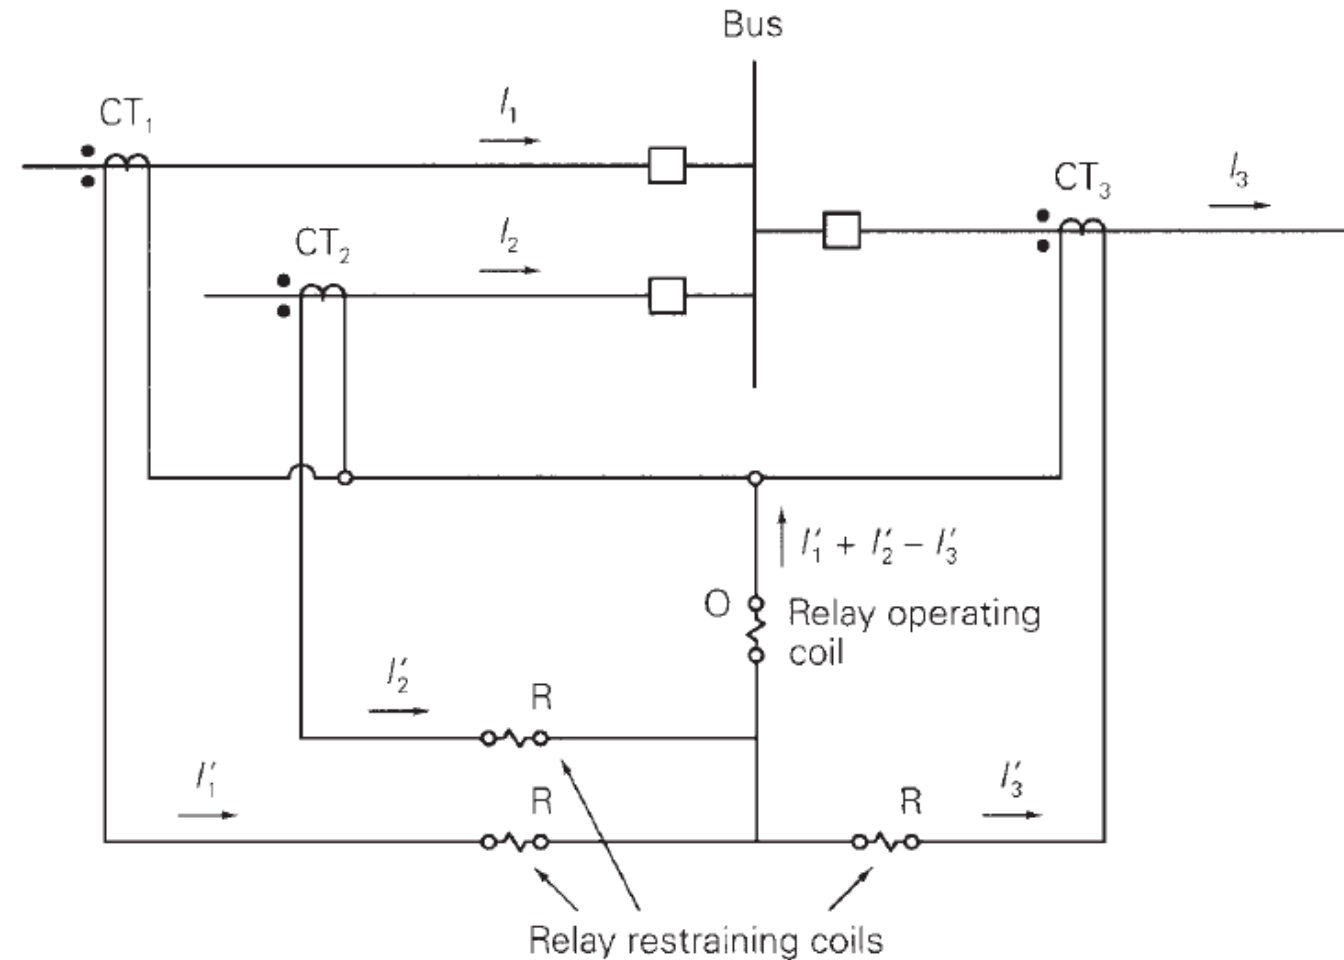 Bus
CT₁
I₁
CT₃
I₃
CT₂
I₂
I′₁ + I′₂ − I′₃
O
Relay operating
coil
I′₂
R
I′₁
R
R
I′₃
Relay restraining coils